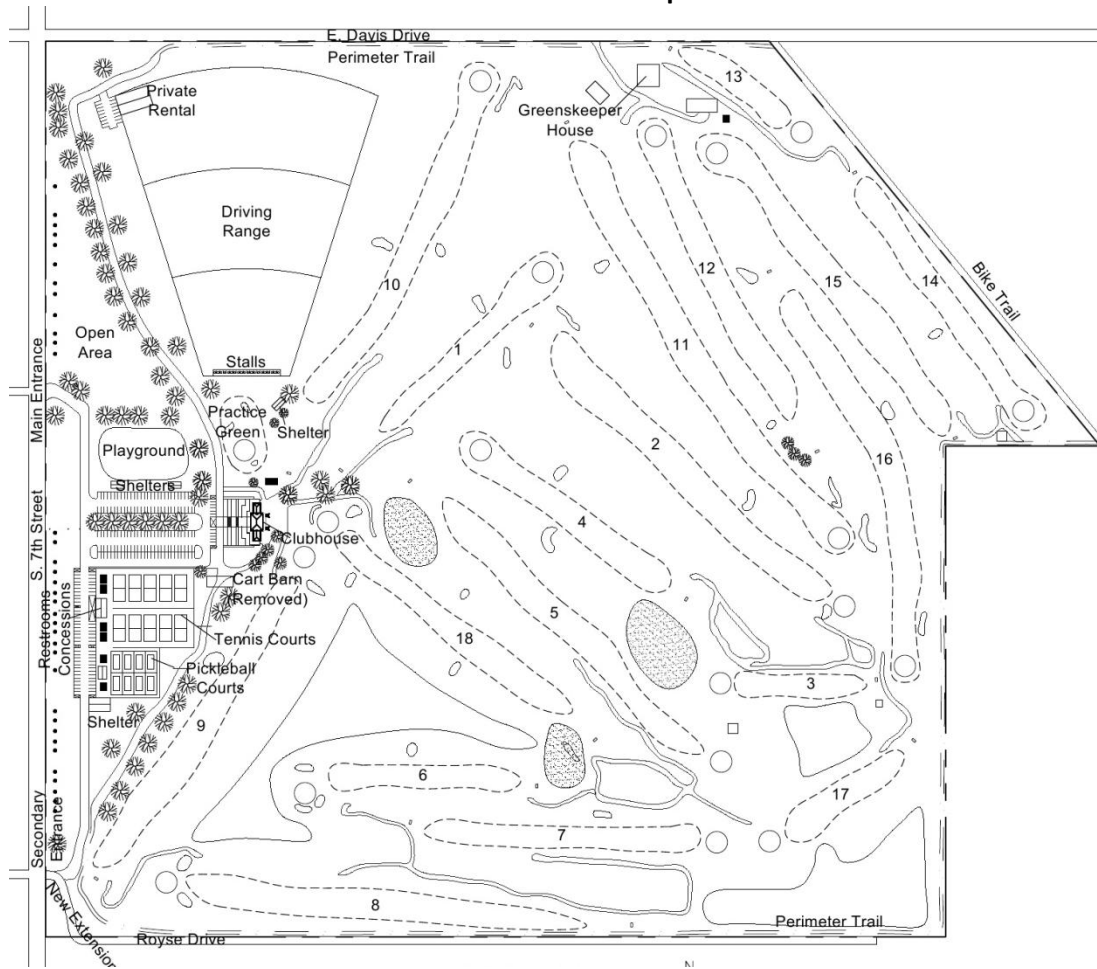 E. Davis Drive
Perimeter Trail
Private
Rental
Greenskeeper
House
13
Driving
Range
10
12
15
14
Bike Trail
Open
Area
11
1
Stalls
Main Entrance
Practice
Green
Shelter
2
Playground
16
Shelters
S. 7th Street
4
Clubhouse
Cart Barn
(Removed)
5
Restrooms
Concessions
Tennis Courts
18
Pickleball
Courts
3
Shelter
9
6
17
Secondary
Entrance
7
8
New Extension
Perimeter Trail
Royse Drive
N